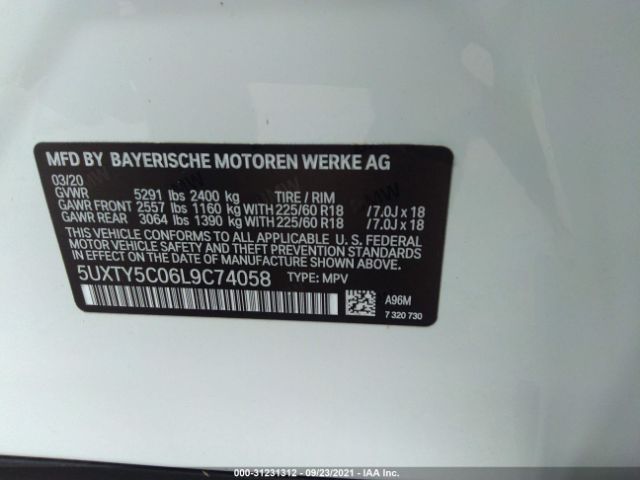 MFD BY BAYERISCHE MOTOREN WERKE AG
03/20
GVWR 5291 lbs 2400 kg TIRE / RIM
GAWR FRONT 2557 lbs 1160 kg WITH 225/60 R18 /7.0J x 18
GAWR REAR 3064 lbs 1390 kg WITH 225/60 R18 /7.0J x 18
THIS VEHICLE CONFORMS TO ALL APPLICABLE U. S. FEDERAL
MOTOR VEHICLE SAFETY, BUMPER, AND THEFT PREVENTION
STANDARDS IN EFFECT ON THE DATE OF MANUFACTURE SHOWN ABOVE.
5UXTY5C06L9C74058 TYPE: MPV
A96M
7 320 730
200 — 31231312 — 09/23/2021 — IAA Inc.